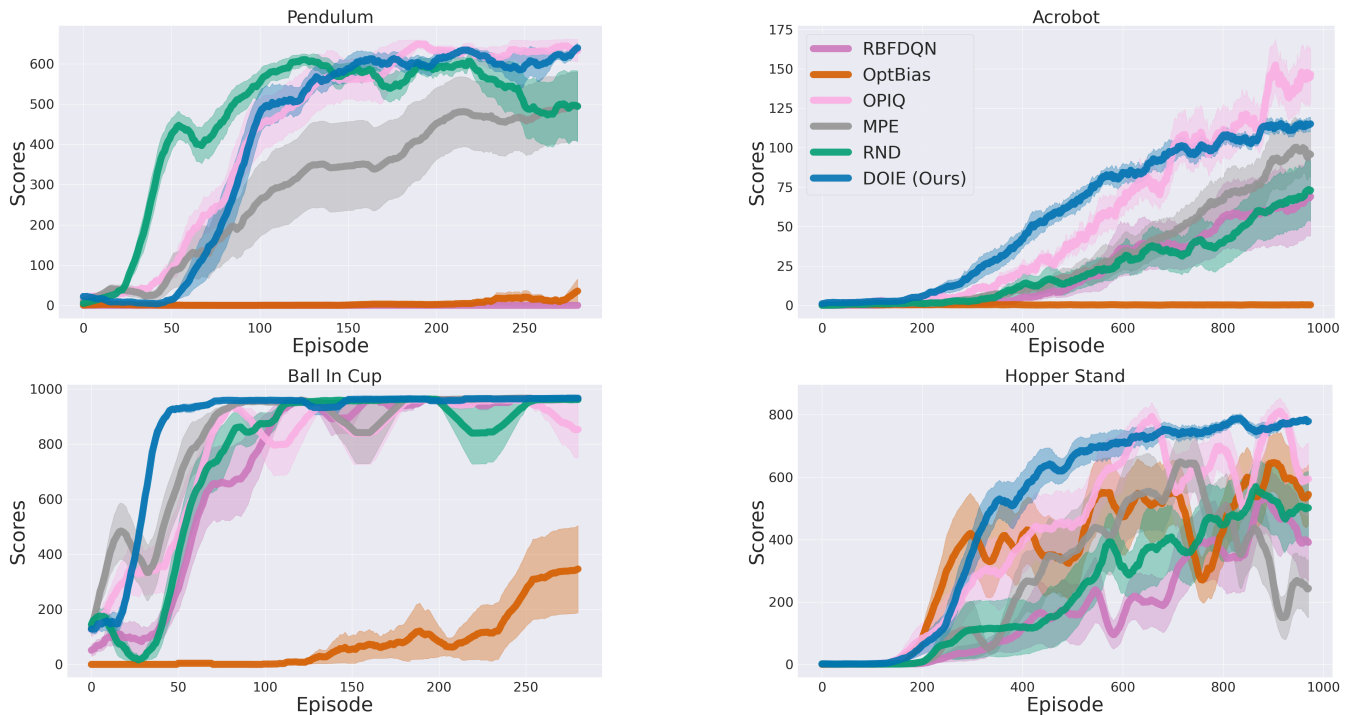 Pendulum
600
500
400
300
200
100
0
Scores
0 50 100 150 200 250
Episode
Acrobot
175
150
125
100
75
50
25
0
Scores
RBFDQN
OptBias
OPIQ
MPE
RND
DOIE (Ours)
0 200 400 600 800 1000
Episode
Ball In Cup
1000
800
600
400
200
0
Scores
0 50 100 150 200 250
Episode
Hopper Stand
800
600
400
200
0
Scores
0 200 400 600 800 1000
Episode